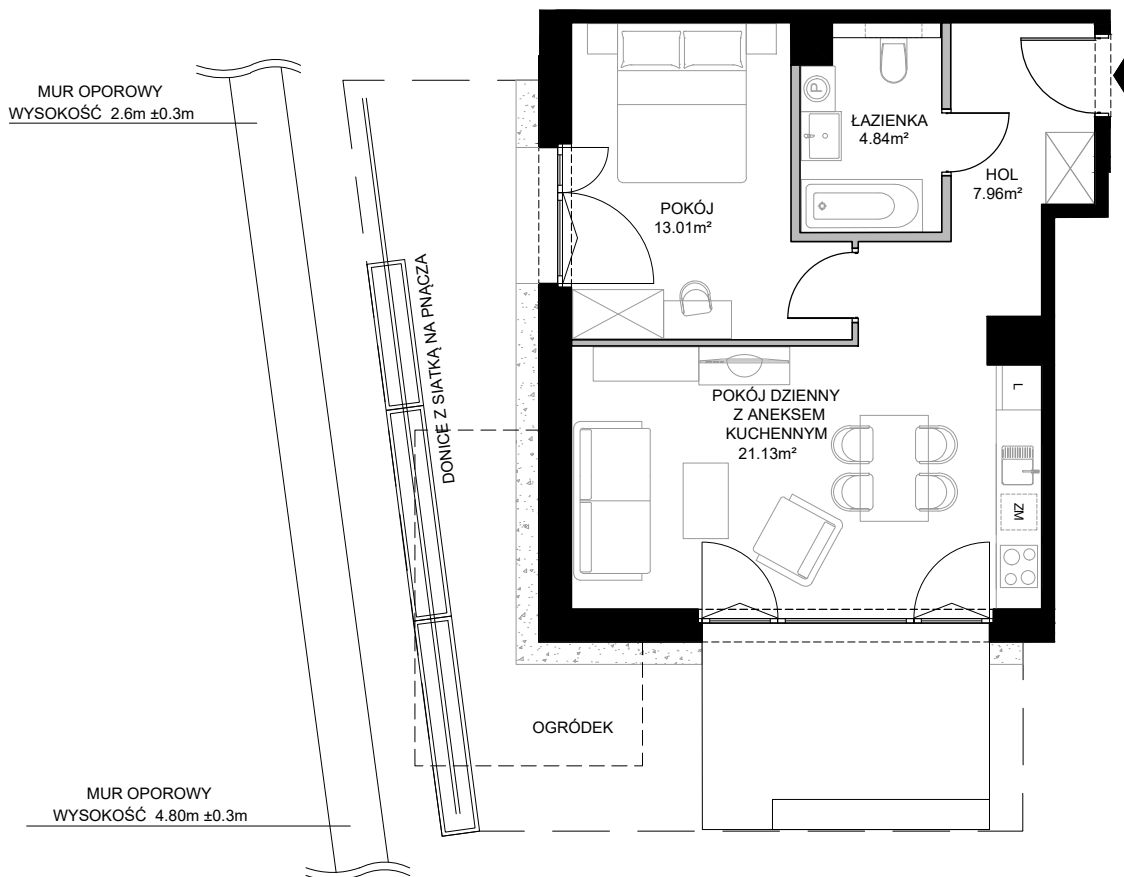 MUR OPOROWY
WYSOKOŚĆ 2.6m ±0.3m
P
ŁAZIENKA
4.84m²
HOL
7.96m²
POKÓJ
13.01m²
DONICE Z SIATKĄ NA PNĄCZA
POKÓJ DZIENNY
Z ANEKSEM
KUCHENNYM
21.13m²
L
ZM
OGRÓDEK
MUR OPOROWY
WYSOKOŚĆ 4.80m ±0.3m